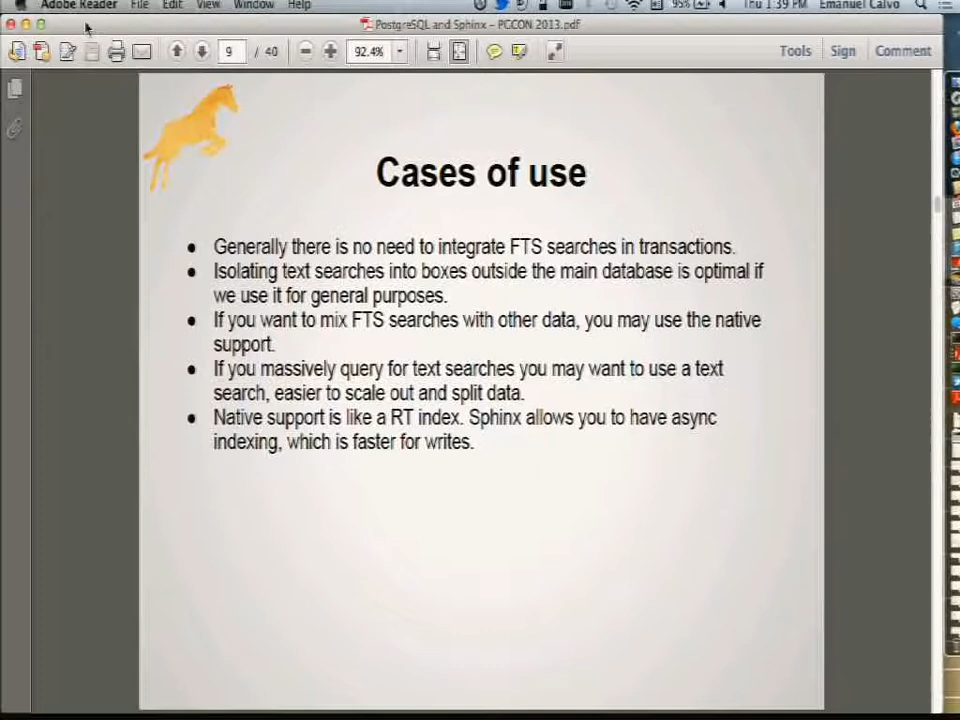 Adobe Reader File Edit View Window Help 95% Thu 1:39 PM Emanuel Calvo
PostgreSQL and Sphinx – PGCON 2013.pdf
9 / 40 92.4% Tools Sign Comment
Cases of use
● Generally there is no need to integrate FTS searches in transactions.
● Isolating text searches into boxes outside the main database is optimal if
we use it for general purposes.
● If you want to mix FTS searches with other data, you may use the native
support.
● If you massively query for text searches you may want to use a text
search, easier to scale out and split data.
● Native support is like a RT index. Sphinx allows you to have async
indexing, which is faster for writes.